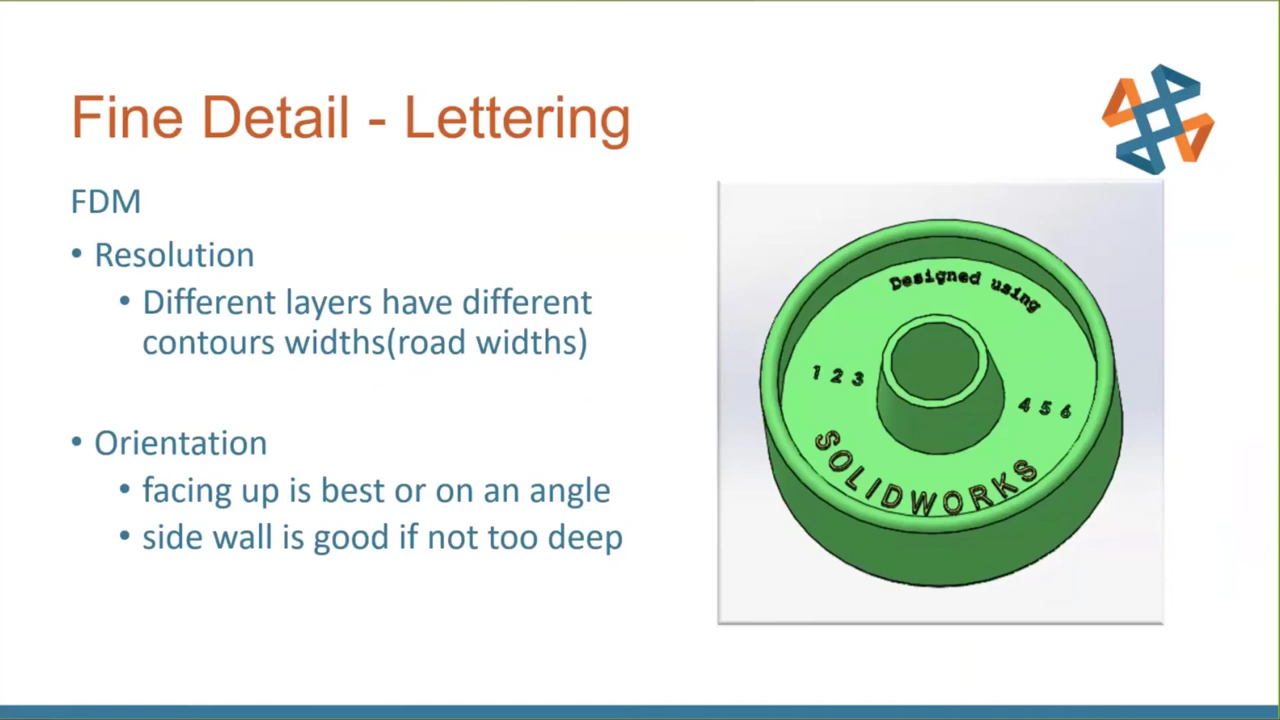 Fine Detail - Lettering
FDM
• Resolution
• Different layers have different
contours widths(road widths)
• Orientation
• facing up is best or on an angle
• side wall is good if not too deep
Designed using
1 2 3
4 5 6
SOLIDWORKS